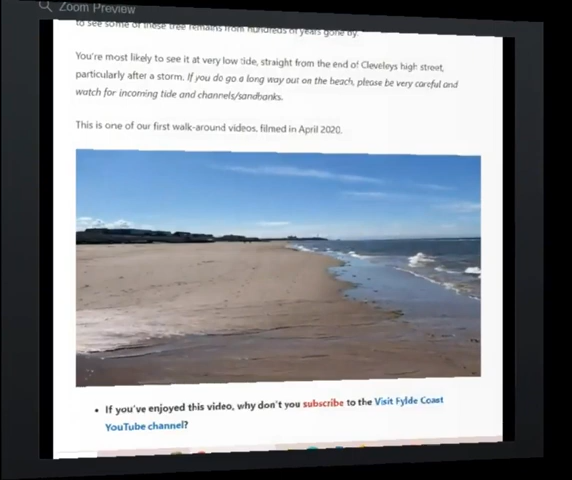 Zoom Preview
to see some of these tree remains from hundreds of years gone by.
You're most likely to see it at very low tide, straight from the end of Cleveleys high street,
particularly after a storm. If you do go a long way out on the beach, please be very careful and
watch for incoming tide and channels/sandbanks.
This is one of our first walk-around videos, filmed in April 2020.
• If you've enjoyed this video, why don't you subscribe to the Visit Fylde Coast
YouTube channel?